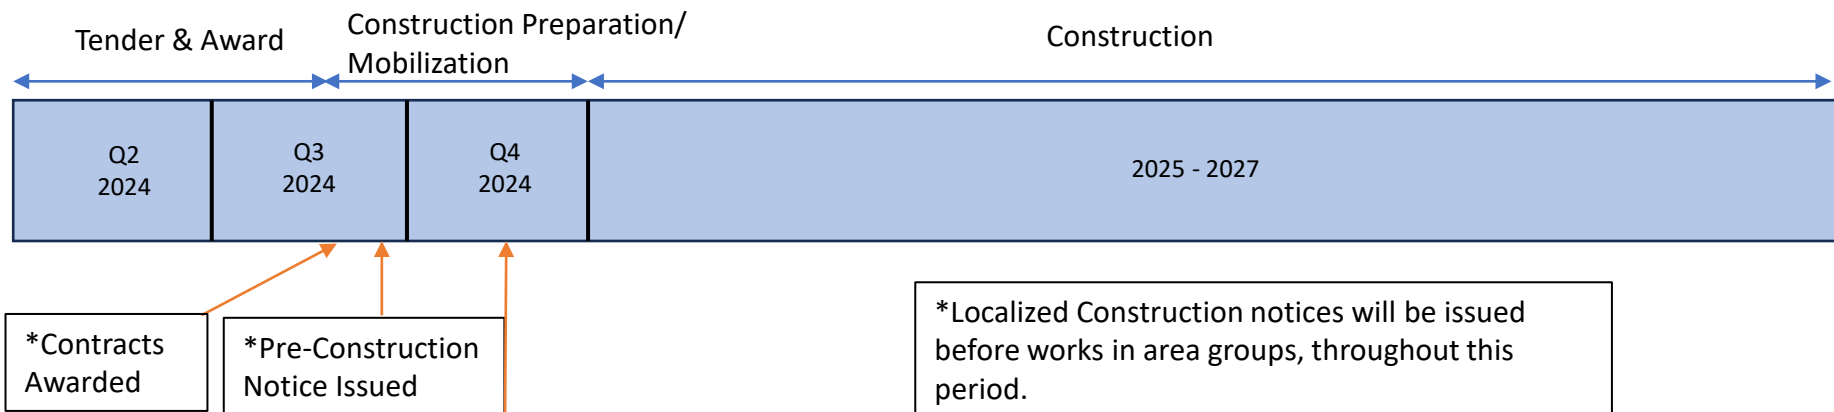 Tender & Award
Construction Preparation/
Mobilization
Construction
Q2
2024
Q3
2024
Q4
2024
2025 - 2027
*Contracts
Awarded
*Pre-Construction
Notice Issued
*Localized Construction notices will be issued
before works in area groups, throughout this
period.